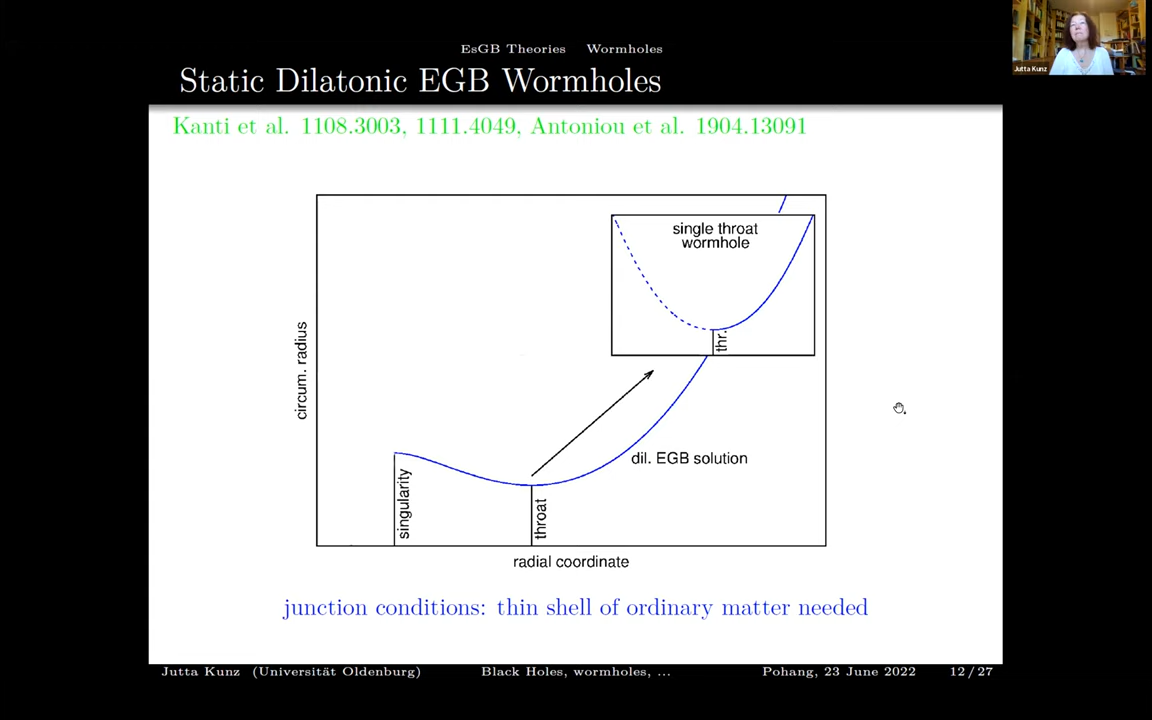 EsGB Theories Wormholes
Jutta Kunz
Static Dilatonic EGB Wormholes
Kanti et al. 1108.3003, 1111.4049, Antoniou et al. 1904.13091
single throat
wormhole
thr.
circum. radius
dil. EGB solution
singularity
throat
radial coordinate
junction conditions: thin shell of ordinary matter needed
Jutta Kunz (Universität Oldenburg) Black Holes, wormholes, ... Pohang, 23 June 2022 12/27